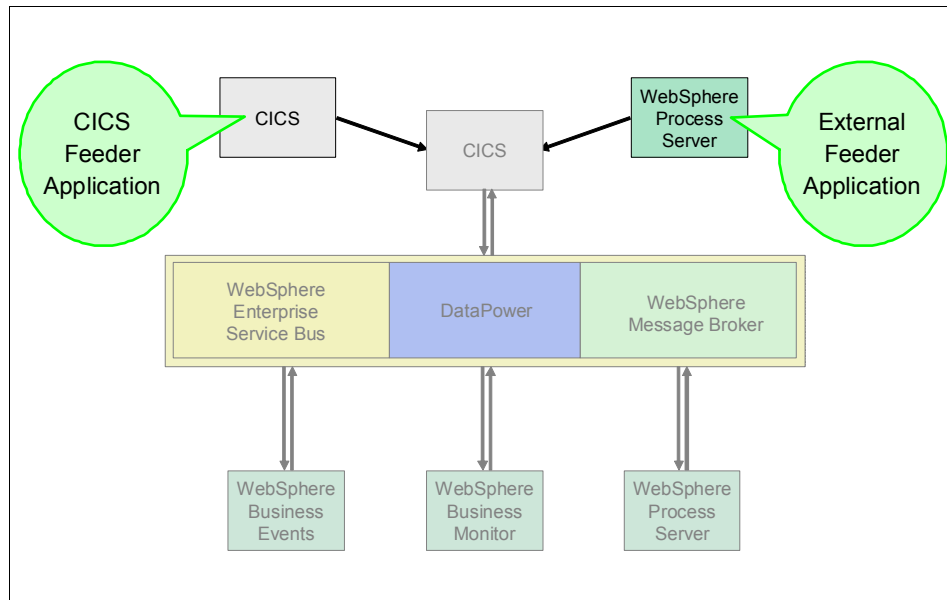 CICS
Feeder
Application
CICS
CICS
WebSphere
Process
Server
External
Feeder
Application
WebSphere
Enterprise
Service Bus
DataPower
WebSphere
Message Broker
WebSphere
Business
Events
WebSphere
Business
Monitor
WebSphere
Process
Server